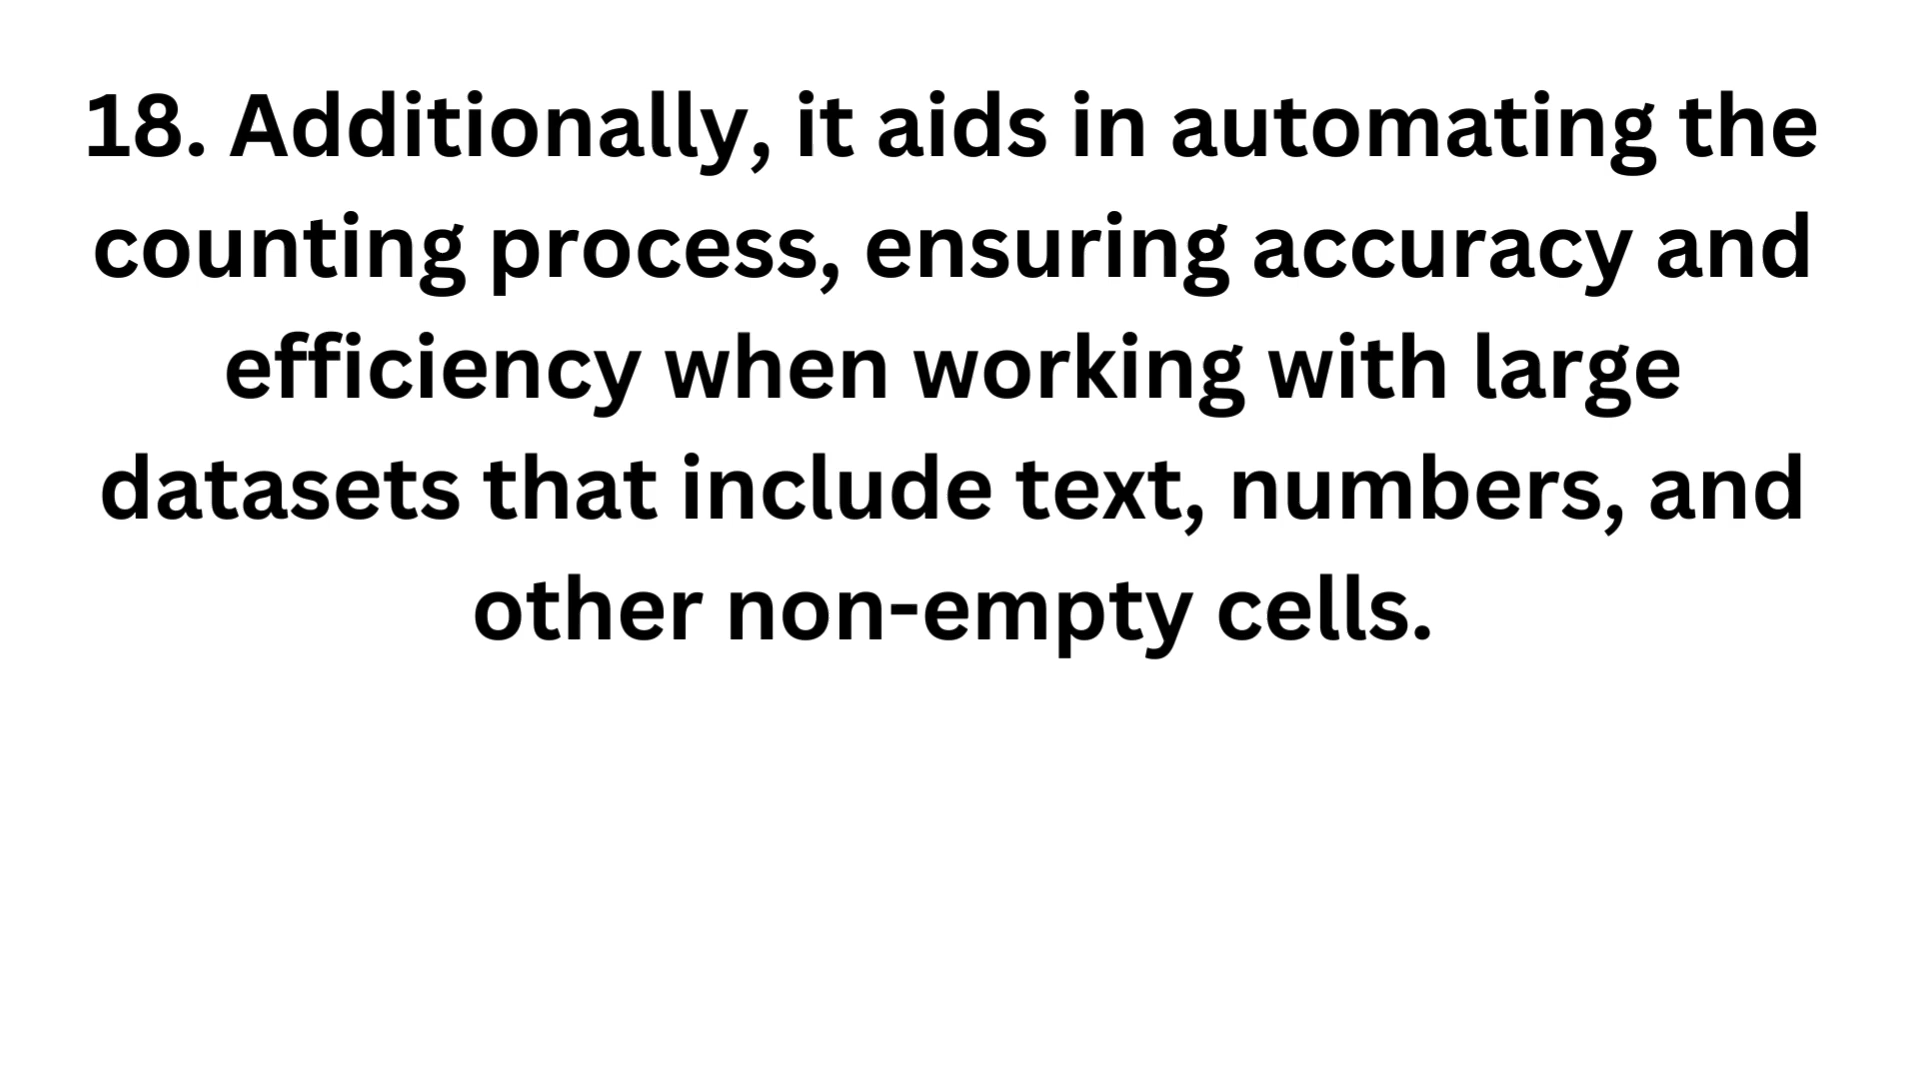 18. Additionally, it aids in automating the
counting process, ensuring accuracy and
efficiency when working with large
datasets that include text, numbers, and
other non-empty cells.